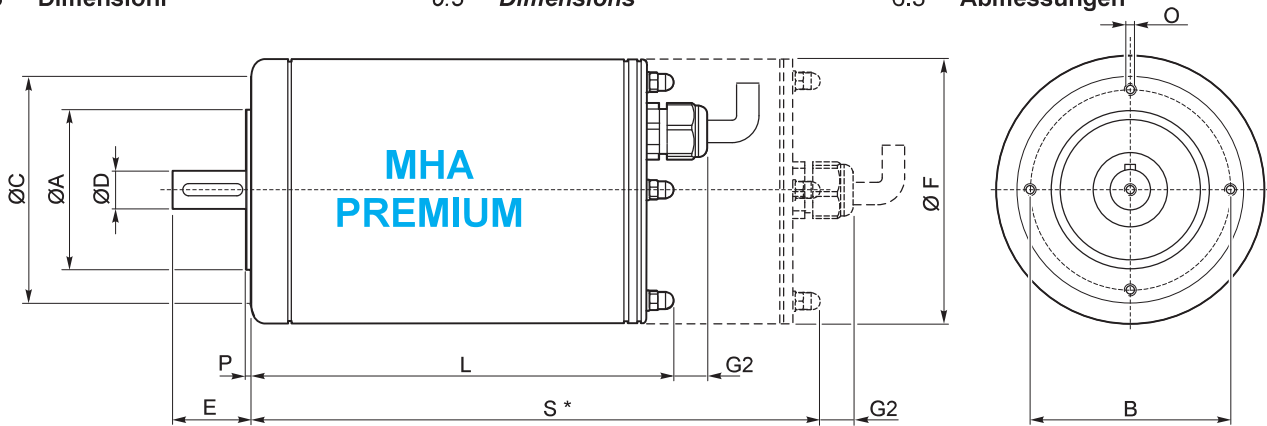 Dimensioni Dimensions Abmessungen
O
ØC ØA ØD
MHA
PREMIUM
Ø F
P L G2
E S * G2 B